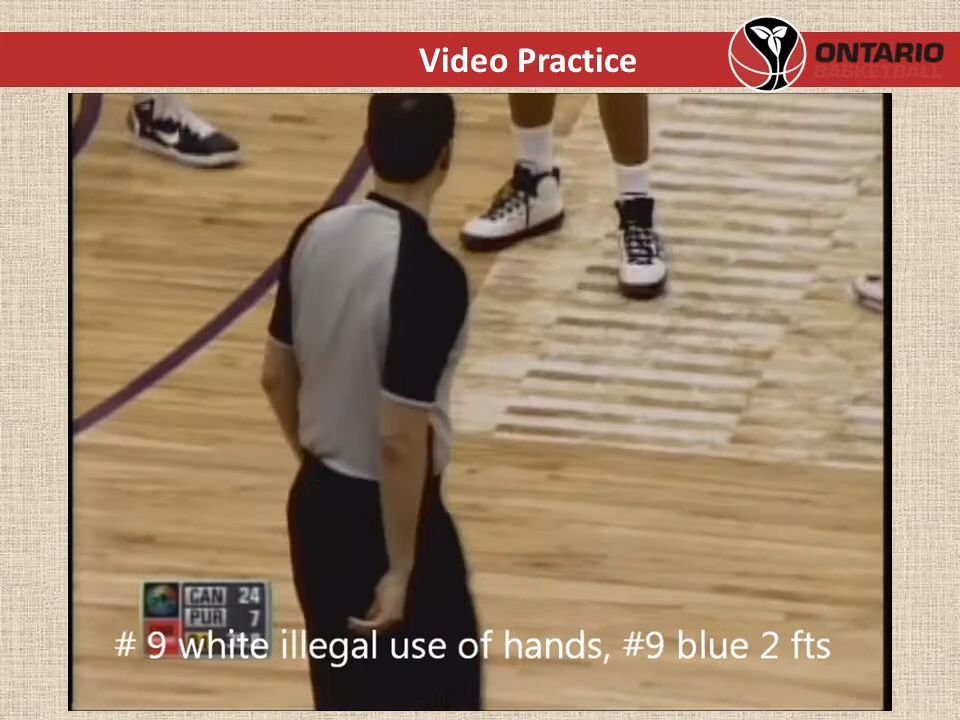 Video Practice
ONTARIO
BASKETBALL
CAN 24
PUR 7
# 9 white illegal use of hands, #9 blue 2 fts